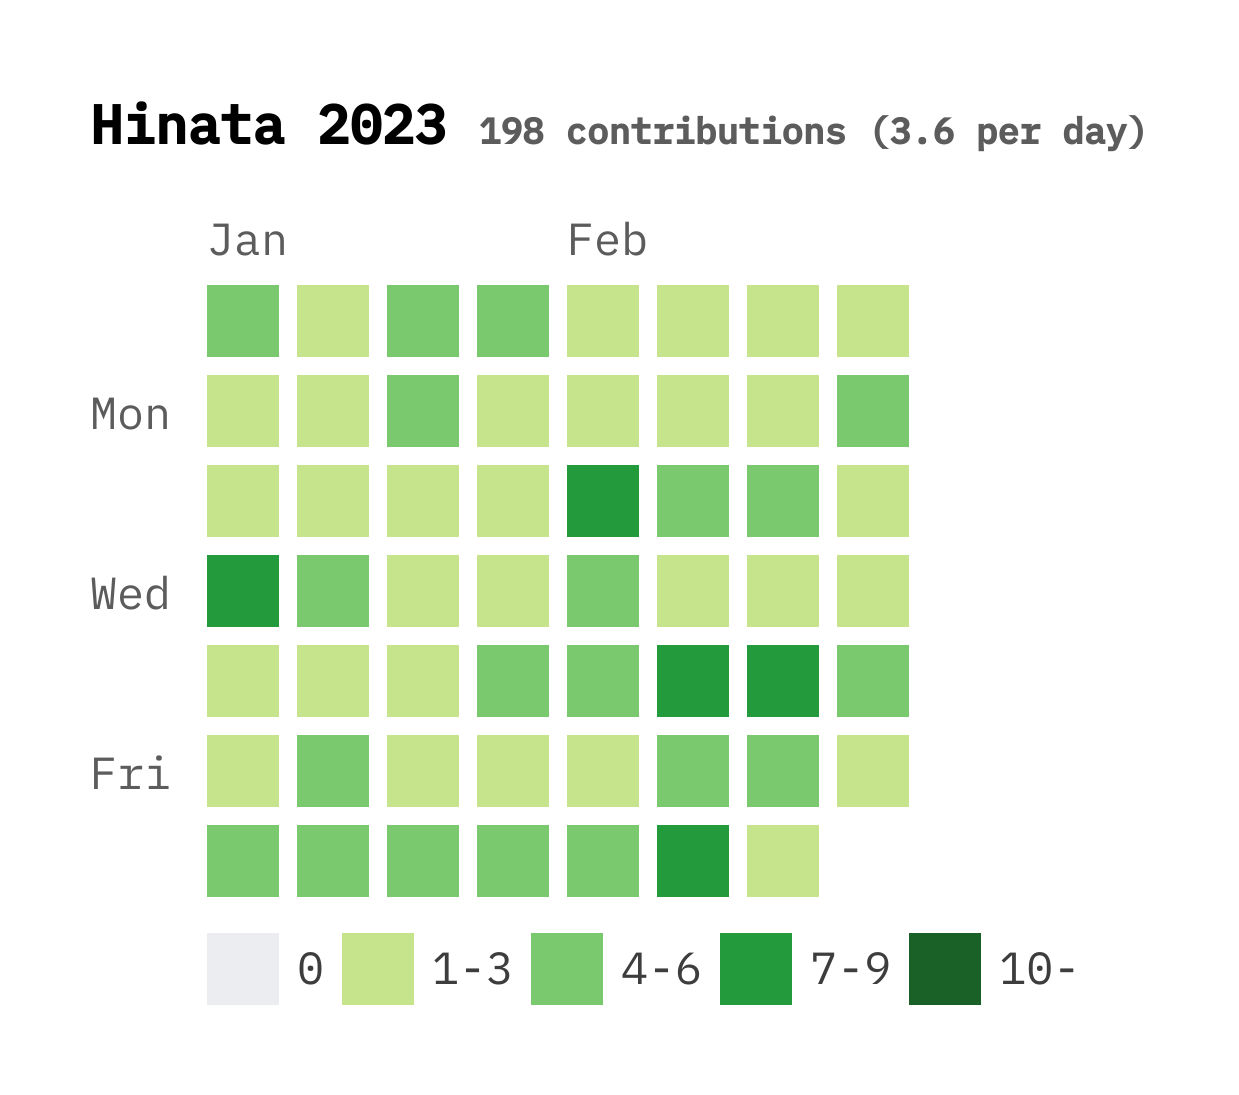 Hinata 2023 198 contributions (3.6 per day)
Jan Feb
Mon
Wed
Fri
0 1-3 4-6 7-9 10-